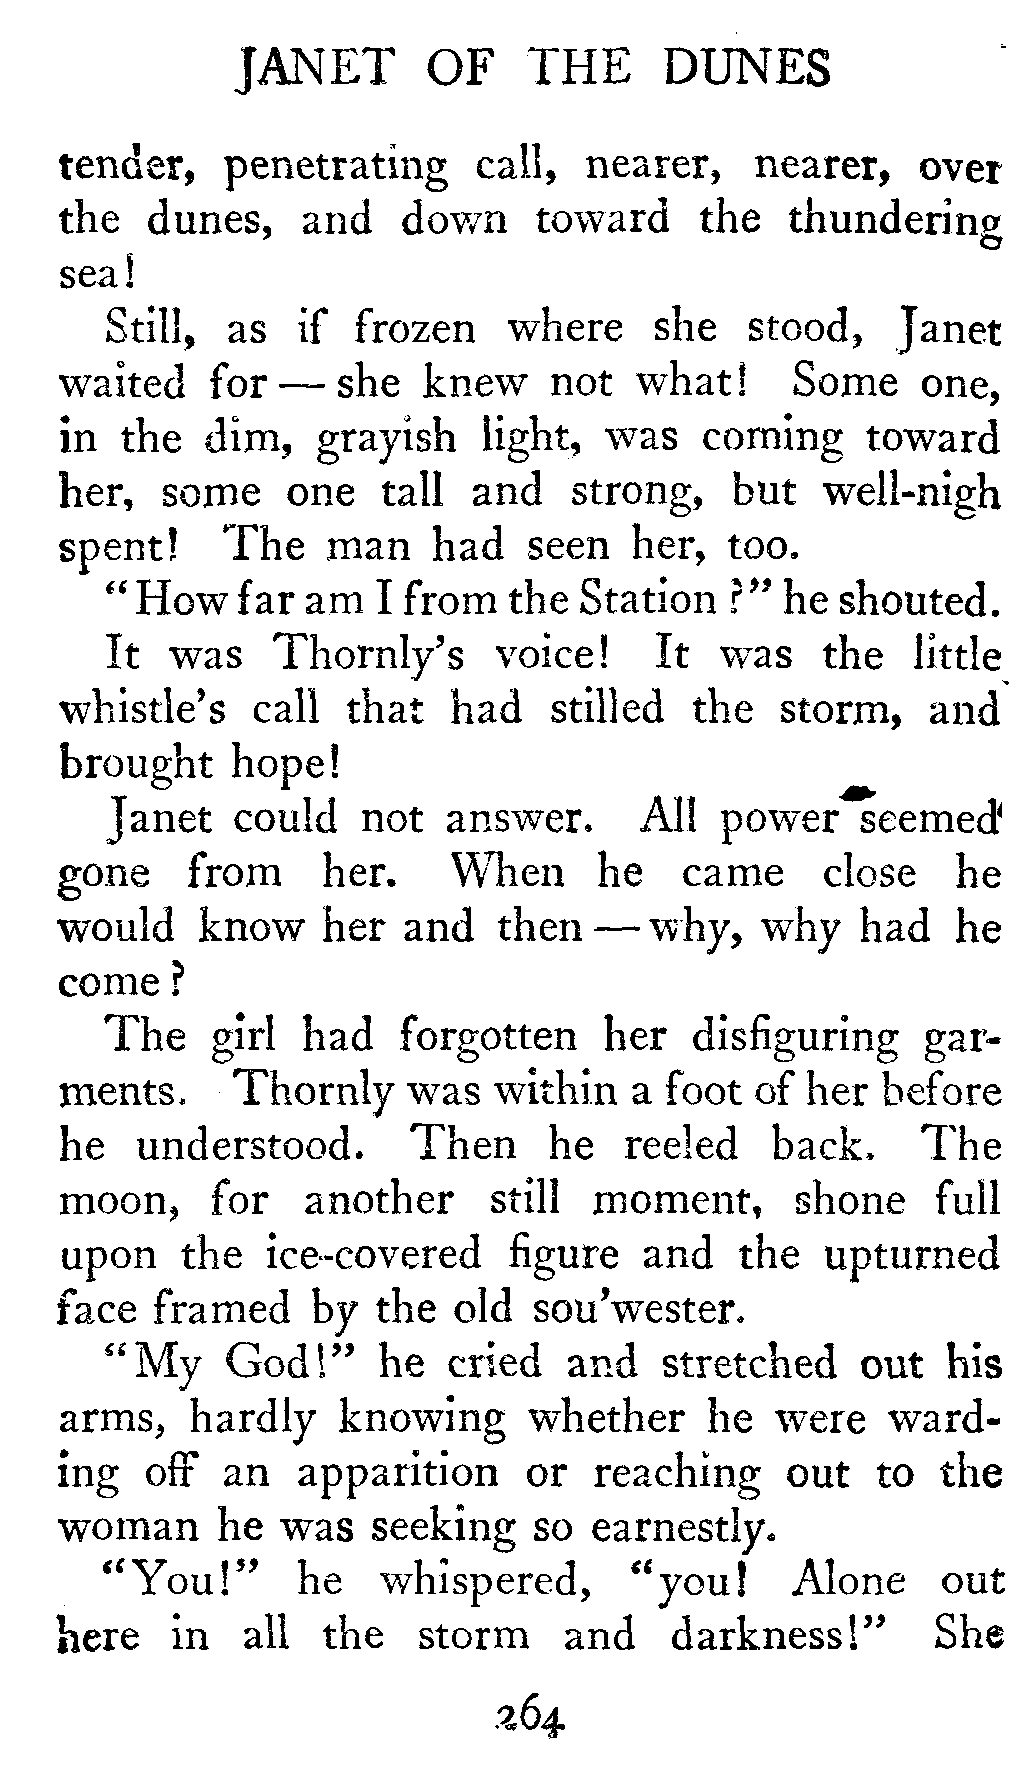 JANET OF THE DUNES
tender, penetrating call, nearer, nearer, over
the dunes, and down toward the thundering
sea!
Still, as if frozen where she stood, Janet
waited for — she knew not what! Some one,
in the dim, grayish light, was coming toward
her, some one tall and strong, but well-nigh
spent! The man had seen her, too.
"How far am I from the Station?" he shouted.
It was Thornly's voice! It was the little
whistle's call that had stilled the storm, and
brought hope!
Janet could not answer. All power seemed
gone from her. When he came close he
would know her and then — why, why had he
come?
The girl had forgotten her disfiguring gar-
ments. Thornly was within a foot of her before
he understood. Then he reeled back. The
moon, for another still moment, shone full
upon the ice-covered figure and the upturned
face framed by the old sou'wester.
"My God!" he cried and stretched out his
arms, hardly knowing whether he were ward-
ing off an apparition or reaching out to the
woman he was seeking so earnestly.
"You!" he whispered, "you! Alone out
here in all the storm and darkness!" She
264